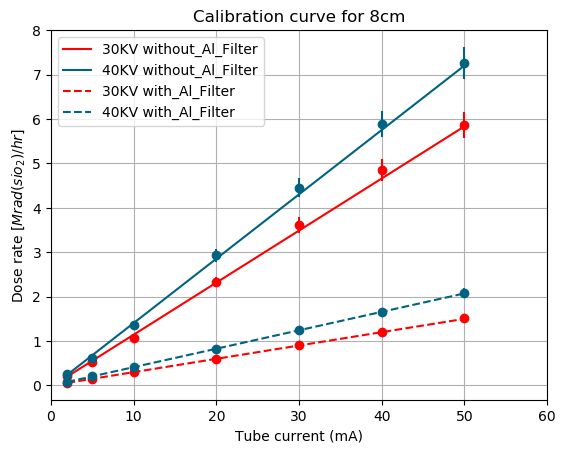 Calibration curve for 8cm
30KV without_Al_Filter
40KV without_Al_Filter
30KV with_Al_Filter
40KV with_Al_Filter
Dose rate [Mrad(sio₂)/hr]
8
7
6
5
4
3
2
1
0
0 10 20 30 40 50 60
Tube current (mA)